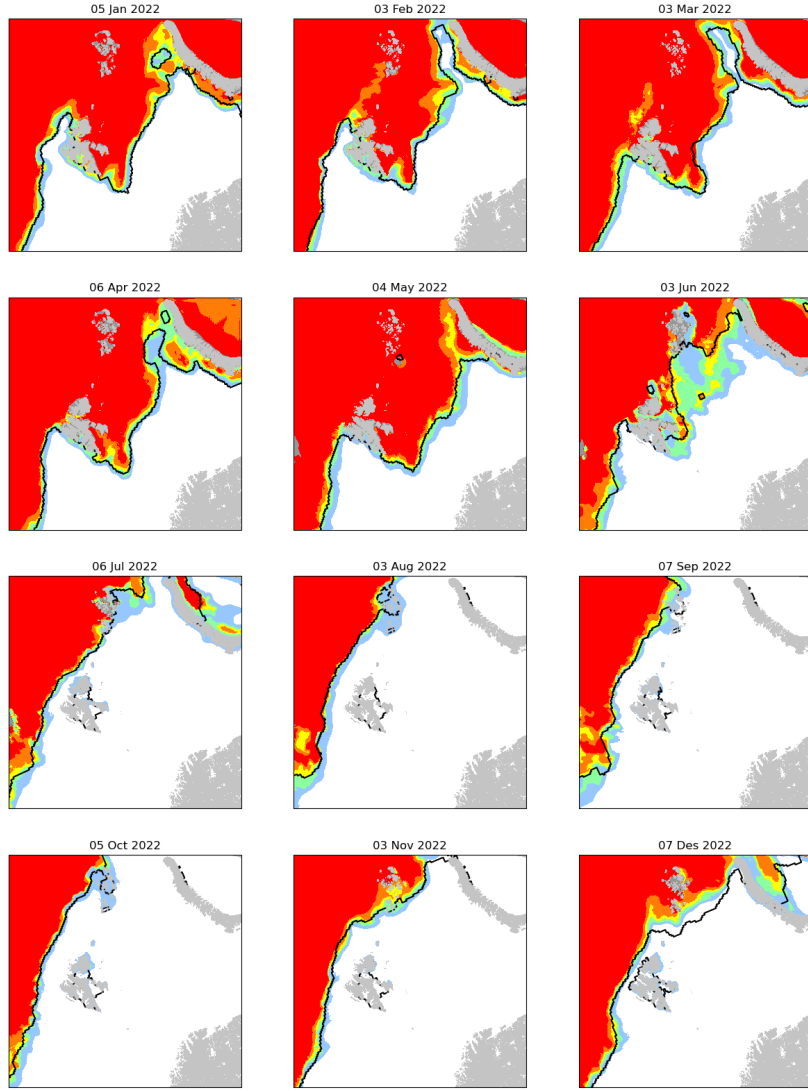 05 Jan 2022
03 Feb 2022
03 Mar 2022
06 Apr 2022
04 May 2022
03 Jun 2022
06 Jul 2022
03 Aug 2022
07 Sep 2022
05 Oct 2022
03 Nov 2022
07 Des 2022